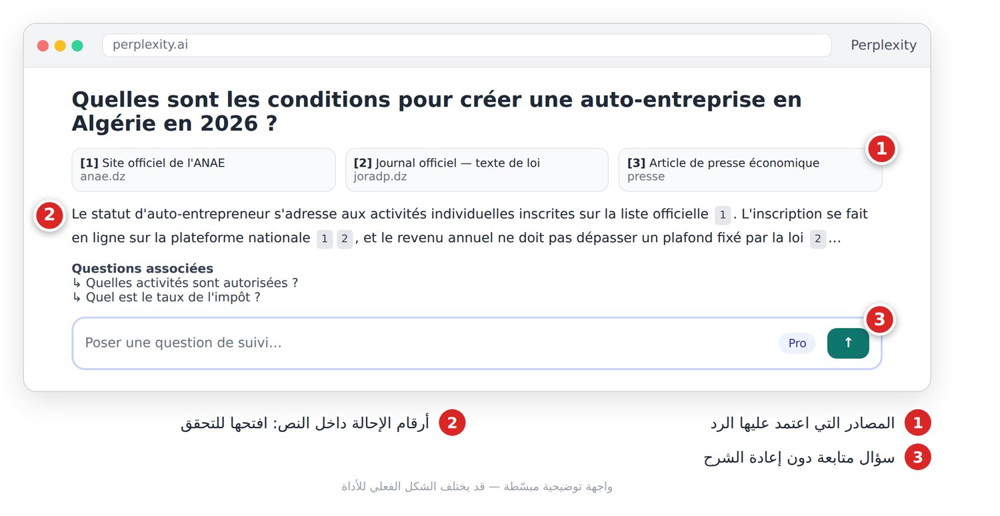 perplexity.ai
Perplexity
Quelles sont les conditions pour créer une auto-entreprise en
Algérie en 2026 ?
1
[1] Site officiel de l'ANAE
anae.dz
[2] Journal officiel — texte de loi
joradp.dz
[3] Article de presse économique
presse
2
Le statut d'auto-entrepreneur s'adresse aux activités individuelles inscrites sur la liste officielle 1 . L'inscription se fait
en ligne sur la plateforme nationale 1 2 , et le revenu annuel ne doit pas dépasser un plafond fixé par la loi 2 …
Questions associées
↳ Quelles activités sont autorisées ?
↳ Quel est le taux de l'impôt ?
3
Poser une question de suivi…
Pro
↑
1 المصادر التي اعتمد عليها الرد
2 أرقام الإحالة داخل النص: افتحها للتحقق
3 سؤال متابعة دون إعادة الشرح
واجهة توضيحية مبسّطة — قد يختلف الشكل الفعلي للأداة